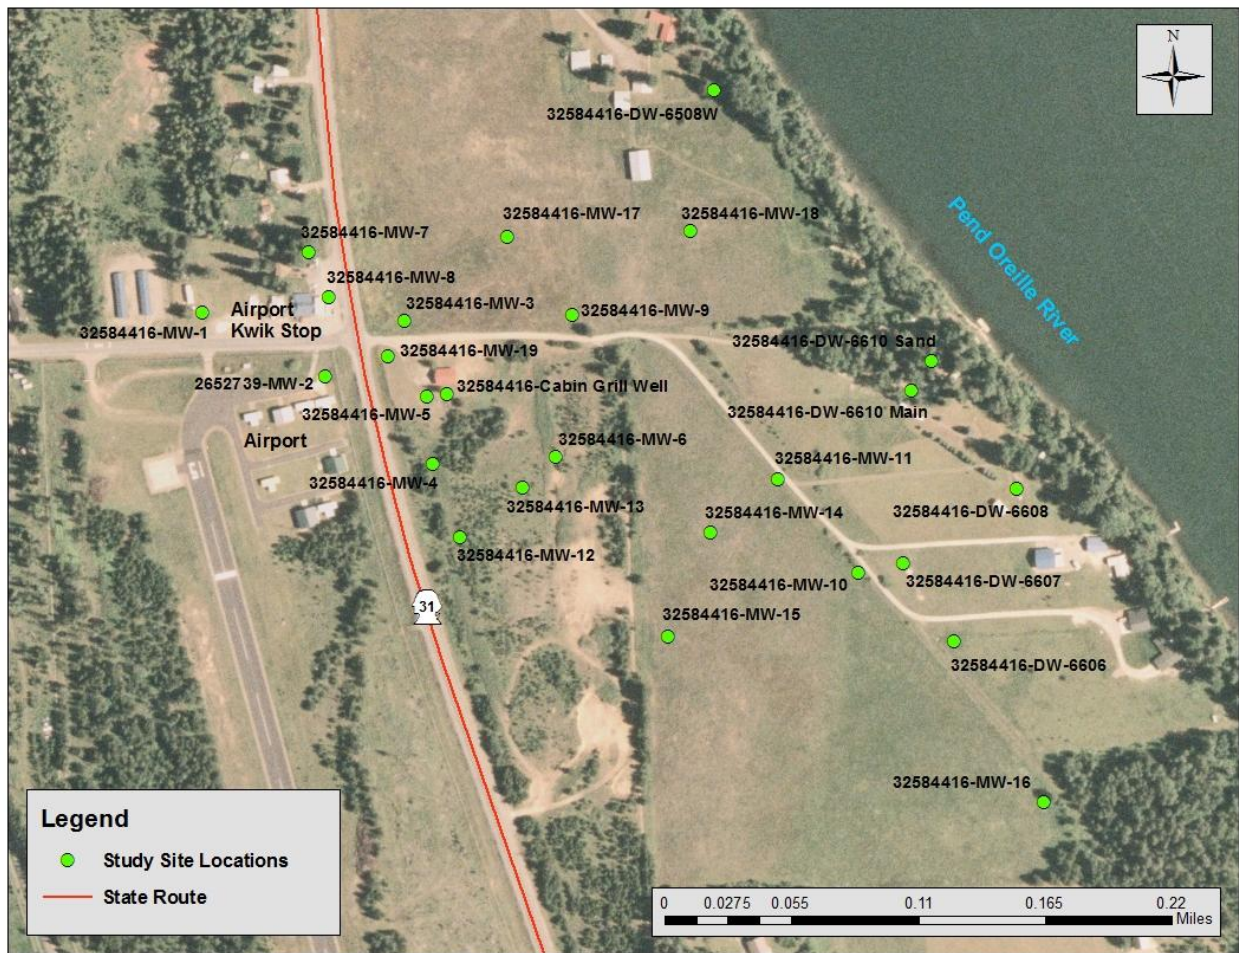 N
32584416-DW-6508W
Pend Oreille River
32584416-MW-17
32584416-MW-18
32584416-MW-7
32584416-MW-8
32584416-MW-3
32584416-MW-9
Airport
Kwik Stop
32584416-MW-1
32584416-DW-6610 Sand
32584416-MW-19
2652739-MW-2
32584416-Cabin Grill Well
32584416-MW-5
32584416-DW-6610 Main
Airport
32584416-MW-6
32584416-MW-11
32584416-MW-4
32584416-MW-13
32584416-DW-6608
32584416-MW-14
32584416-MW-12
32584416-MW-10
32584416-DW-6607
31
32584416-MW-15
32584416-DW-6606
32584416-MW-16
Legend
Study Site Locations
State Route
0 0.0275 0.055 0.11 0.165 0.22
Miles